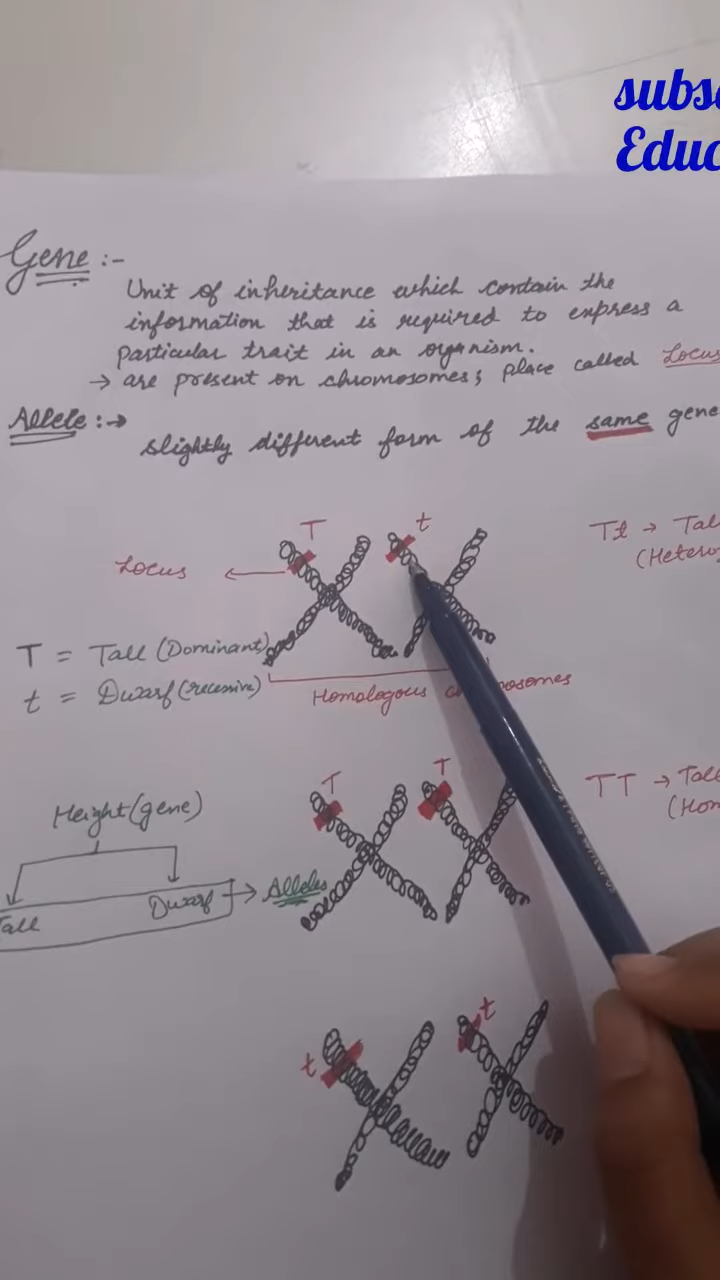 subs
Educ
Gene :-
Unit of inheritance which contain the
information that is required to express a
particular trait in an organism.
→ are present on chromosomes; place called Locus
Allele :→
slightly different form of the same gene
T t
Locus ←
Tt → Tal
(Hetero
T = Tall (Dominant)
t = Dwarf (recessive)
Homologous
T T
TT → Tal
(Hom
Height (gene)
Tall Dwarf → Alleles
t t